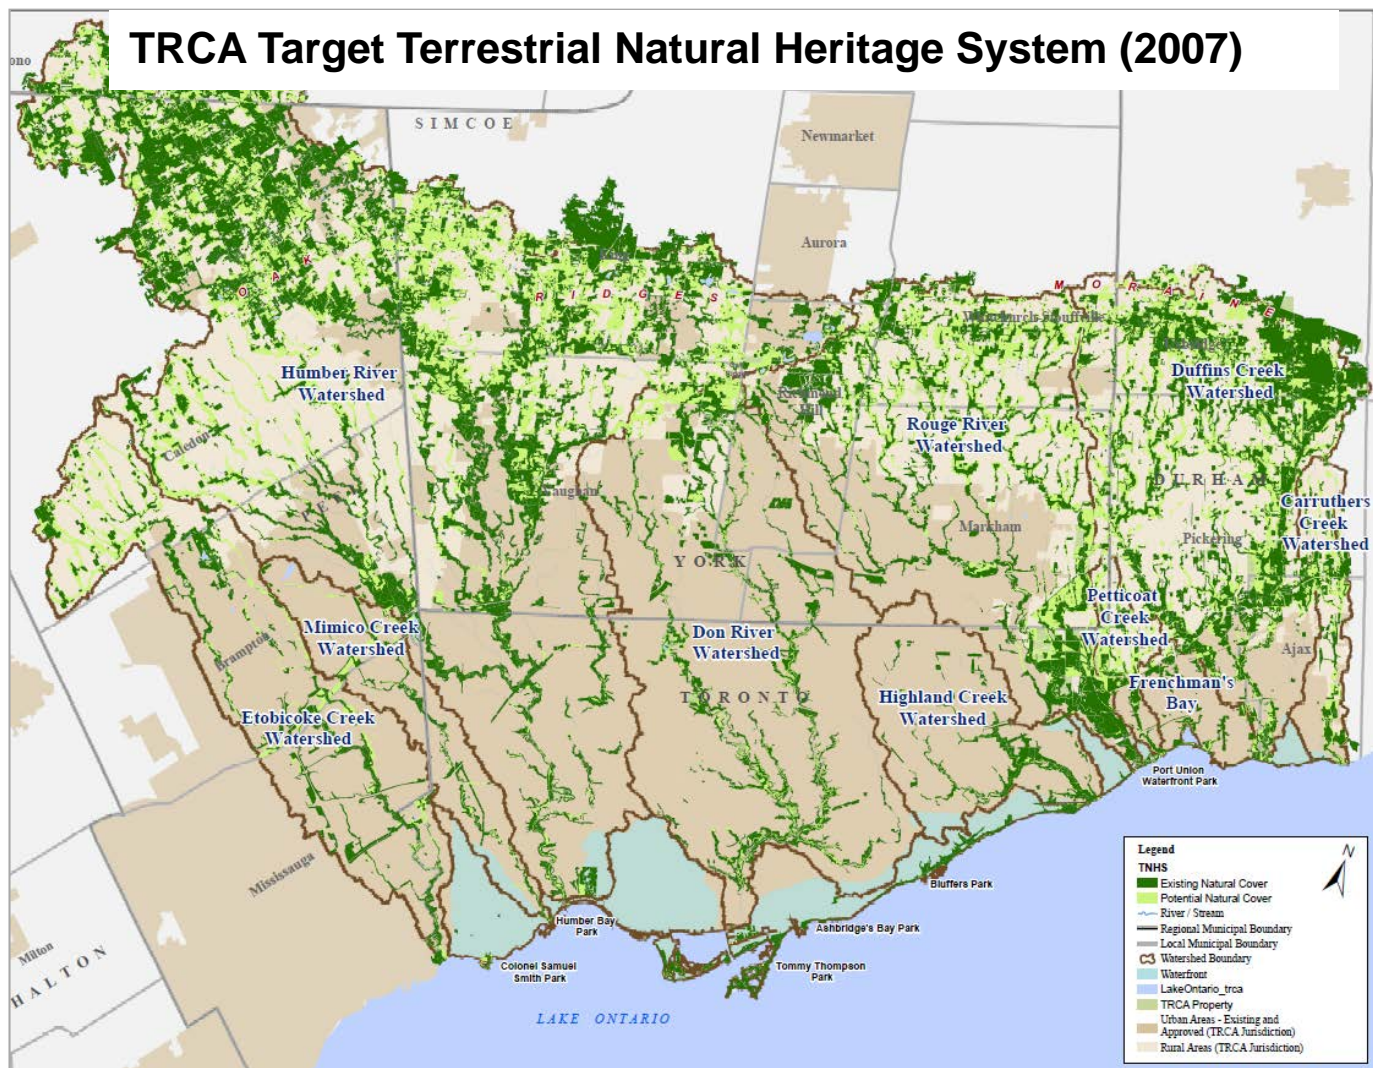 TRCA Target Terrestrial Natural Heritage System (2007)
ono
SIMCOE
Newmarket
Aurora
OAK
RIDGES
MORAINE
Humber River
Watershed
Caledon
PEEL
Vaughan
Richmond
Hill
Rouge River
Watershed
Duffins Creek
Watershed
DURHAM
Carruthers
Creek
Watershed
Markham
Pickering
YORK
Petticoat
Creek
Watershed
Mimico Creek
Watershed
Brampton
Don River
Watershed
Ajax
Frenchman's
Bay
TORONTO
Highland Creek
Watershed
Etobicoke Creek
Watershed
Port Union
Waterfront Park
Mississauga
Bluffers Park
Humber Bay
Park
Ashbridge's Bay Park
Milton
HALTON
Colonel Samuel
Smith Park
Tommy Thompson
Park
LAKE ONTARIO
Legend
N
TNHS
Existing Natural Cover
Potential Natural Cover
River / Stream
Regional Municipal Boundary
Local Municipal Boundary
Watershed Boundary
Waterfront
LakeOntario_trca
TRCA Property
Urban Areas - Existing and
Approved (TRCA Jurisdiction)
Rural Areas (TRCA Jurisdiction)